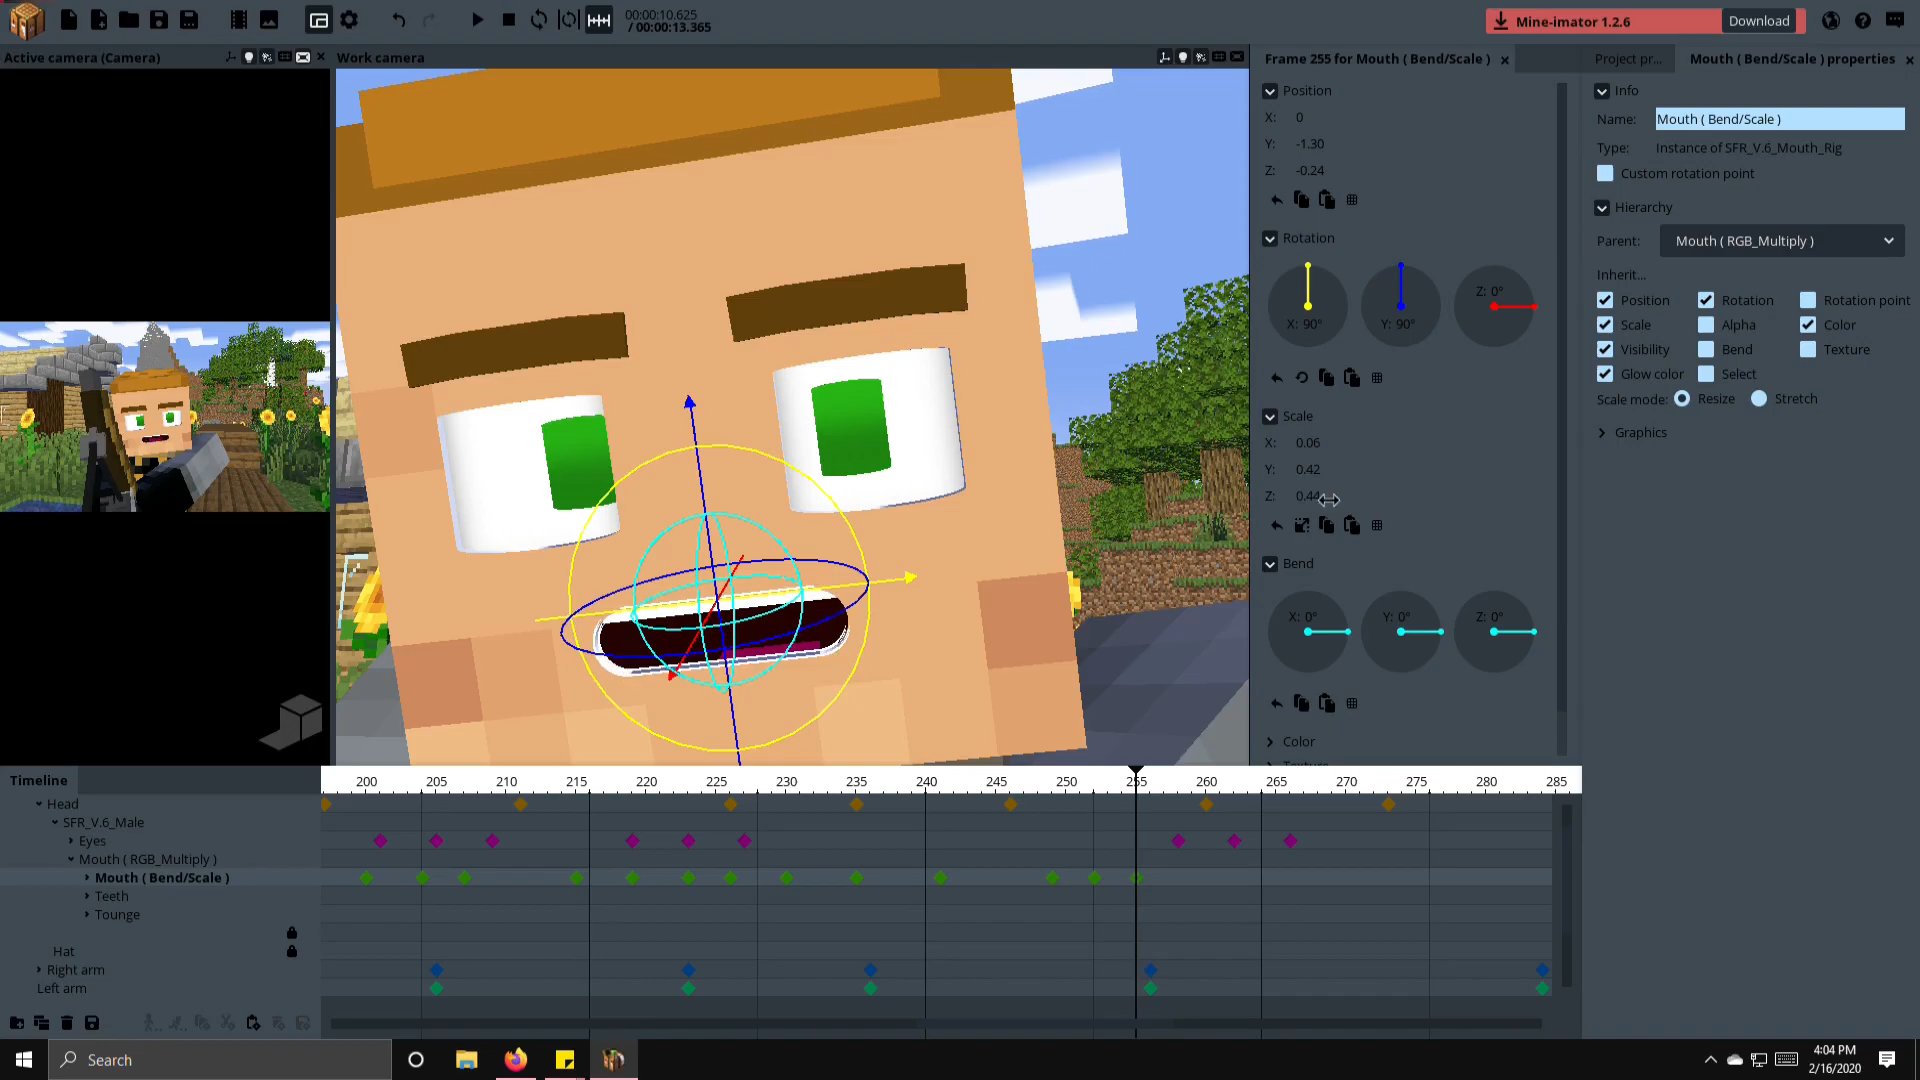 00:00:10.625
/ 00:00:13.365
Mine-imator 1.2.6
Download
Active camera (Camera)
Work camera
Frame 255 for Mouth ( Bend/Scale )
Project pr...
Mouth ( Bend/Scale ) properties
Position
X: 0
Y: -1.30
Z: -0.24
Rotation
X: 90°
Y: 90°
Z: 0°
Scale
X: 0.06
Y: 0.42
Z: 0.44
Bend
X: 0°
Y: 0°
Z: 0°
Color
Info
Name: Mouth ( Bend/Scale )
Type: Instance of SFR_V.6_Mouth_Rig
Custom rotation point
Hierarchy
Parent: Mouth ( RGB_Multiply )
Inherit...
Position Rotation Rotation point
Scale Alpha Color
Visibility Bend Texture
Glow color Select
Scale mode: Resize Stretch
Graphics
Timeline
200 205 210 215 220 225 230 235 240 245 250 255 260 265 270 275 280 285
Head
SFR_V.6_Male
Eyes
Mouth ( RGB_Multiply )
Mouth ( Bend/Scale )
Teeth
Tounge
Hat
Right arm
Left arm
Search
4:04 PM
2/16/2020